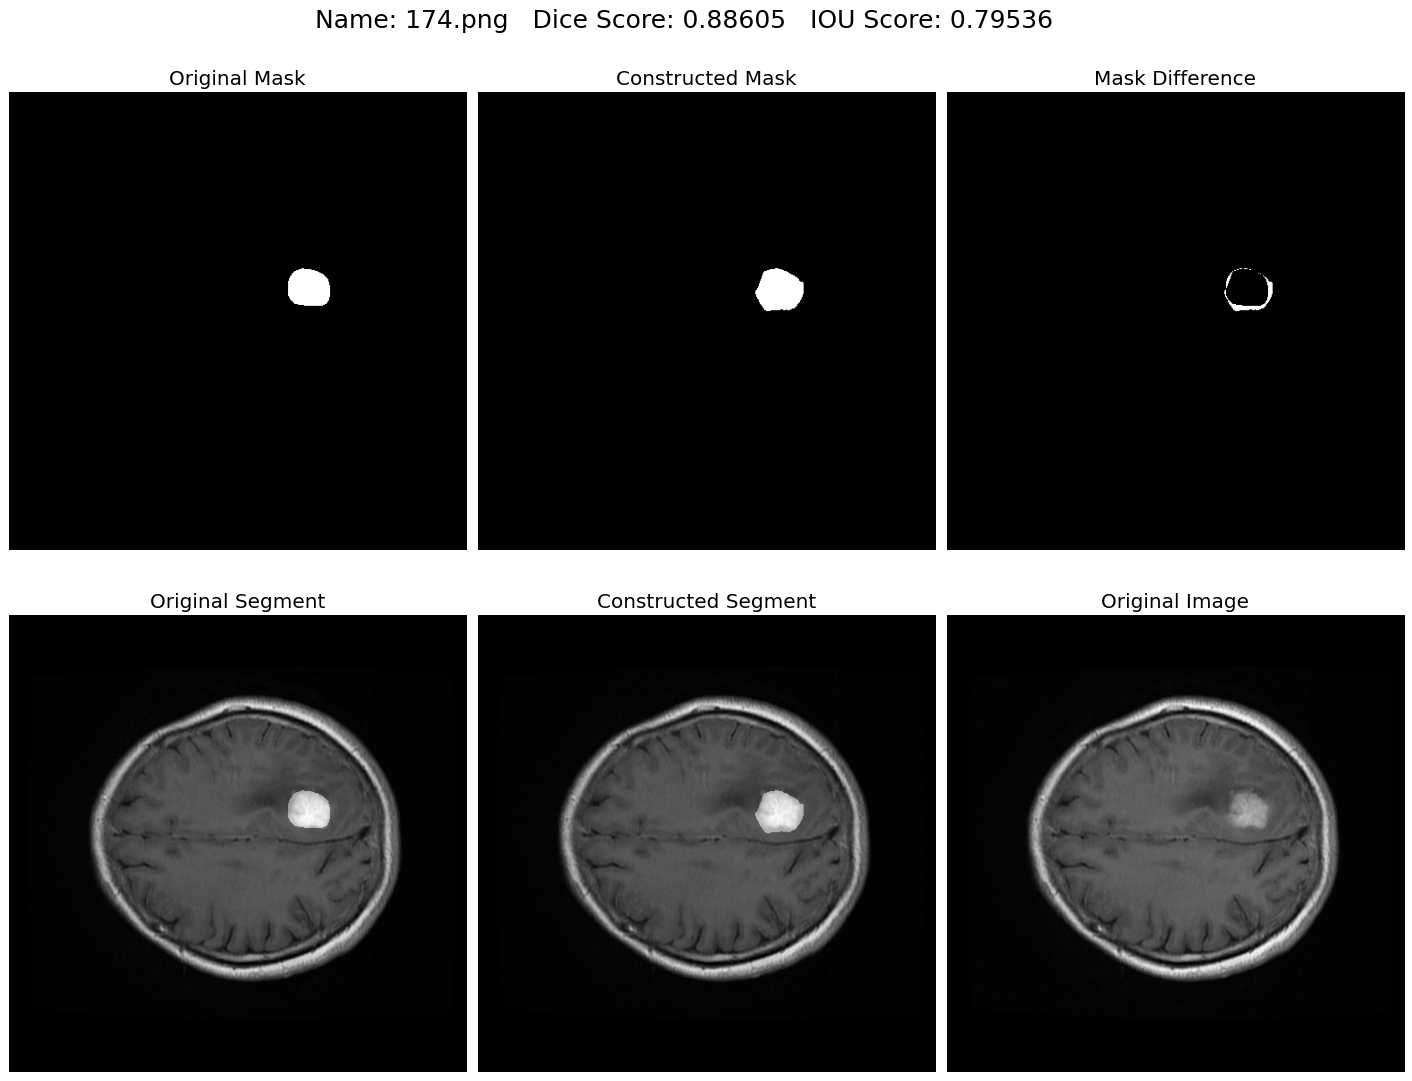 Name: 174.png   Dice Score: 0.88605   IOU Score: 0.79536
Original Mask
Constructed Mask
Mask Difference
Original Segment
Constructed Segment
Original Image